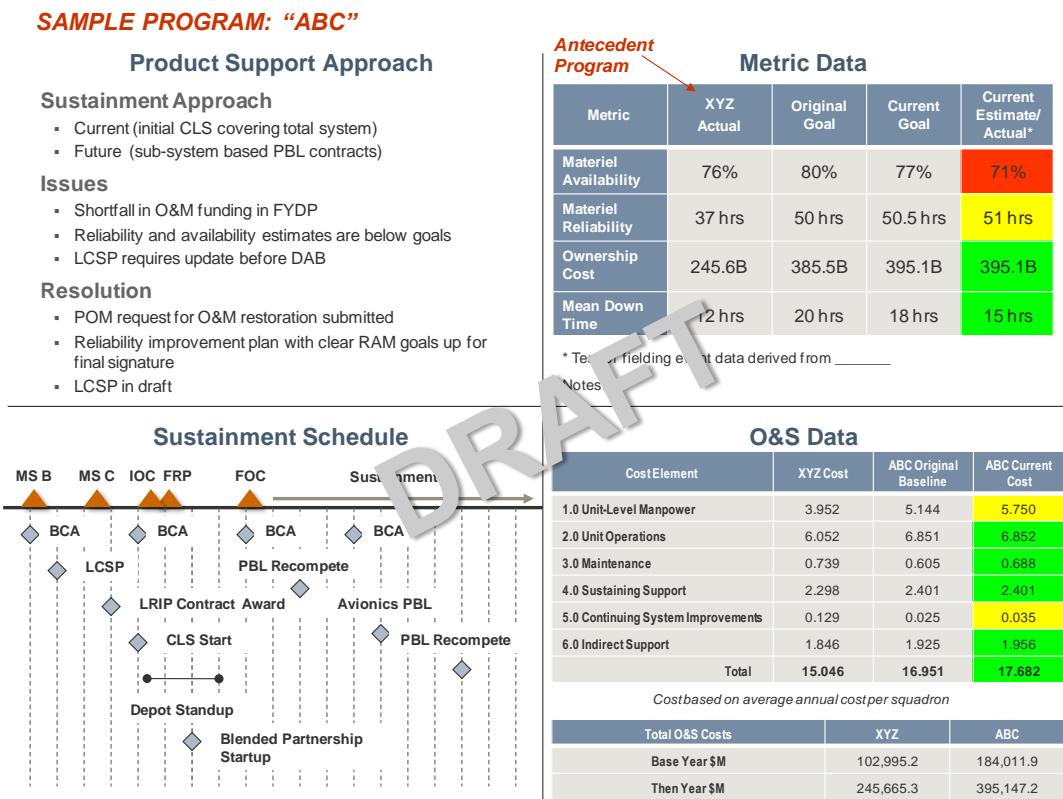 SAMPLE PROGRAM: “ABC”
Product Support Approach
Sustainment Approach
▪ Current (initial CLS covering total system)
▪ Future (sub-system based PBL contracts)
Issues
▪ Shortfall in O&M funding in FYDP
▪ Reliability and availability estimates are below goals
▪ LCSP requires update before DAB
Resolution
▪ POM request for O&M restoration submitted
▪ Reliability improvement plan with clear RAM goals up for
final signature
▪ LCSP in draft
Antecedent
Program
Metric Data
Metric XYZ Actual Original Goal Current Goal Current Estimate/ Actual*
Materiel Availability 76% 80% 77% 71%
Materiel Reliability 37 hrs 50 hrs 50.5 hrs 51 hrs
Ownership Cost 245.6B 385.5B 395.1B 395.1B
Mean Down Time 12 hrs 20 hrs 18 hrs 15 hrs
* Test or fielding event data derived from _______
Notes
DRAFT
Sustainment Schedule
MS B MS C IOC FRP FOC Sustainment
BCA BCA BCA BCA
LCSP PBL Recompete
LRIP Contract Award Avionics PBL
CLS Start PBL Recompete
Depot Standup
Blended Partnership
Startup
O&S Data
Cost Element XYZ Cost ABC Original Baseline ABC Current Cost
1.0 Unit-Level Manpower 3.952 5.144 5.750
2.0 Unit Operations 6.052 6.851 6.852
3.0 Maintenance 0.739 0.605 0.688
4.0 Sustaining Support 2.298 2.401 2.401
5.0 Continuing System Improvements 0.129 0.025 0.035
6.0 Indirect Support 1.846 1.925 1.956
Total 15.046 16.951 17.682
Cost based on average annual cost per squadron
Total O&S Costs XYZ ABC
Base Year $M 102,995.2 184,011.9
Then Year $M 245,665.3 395,147.2